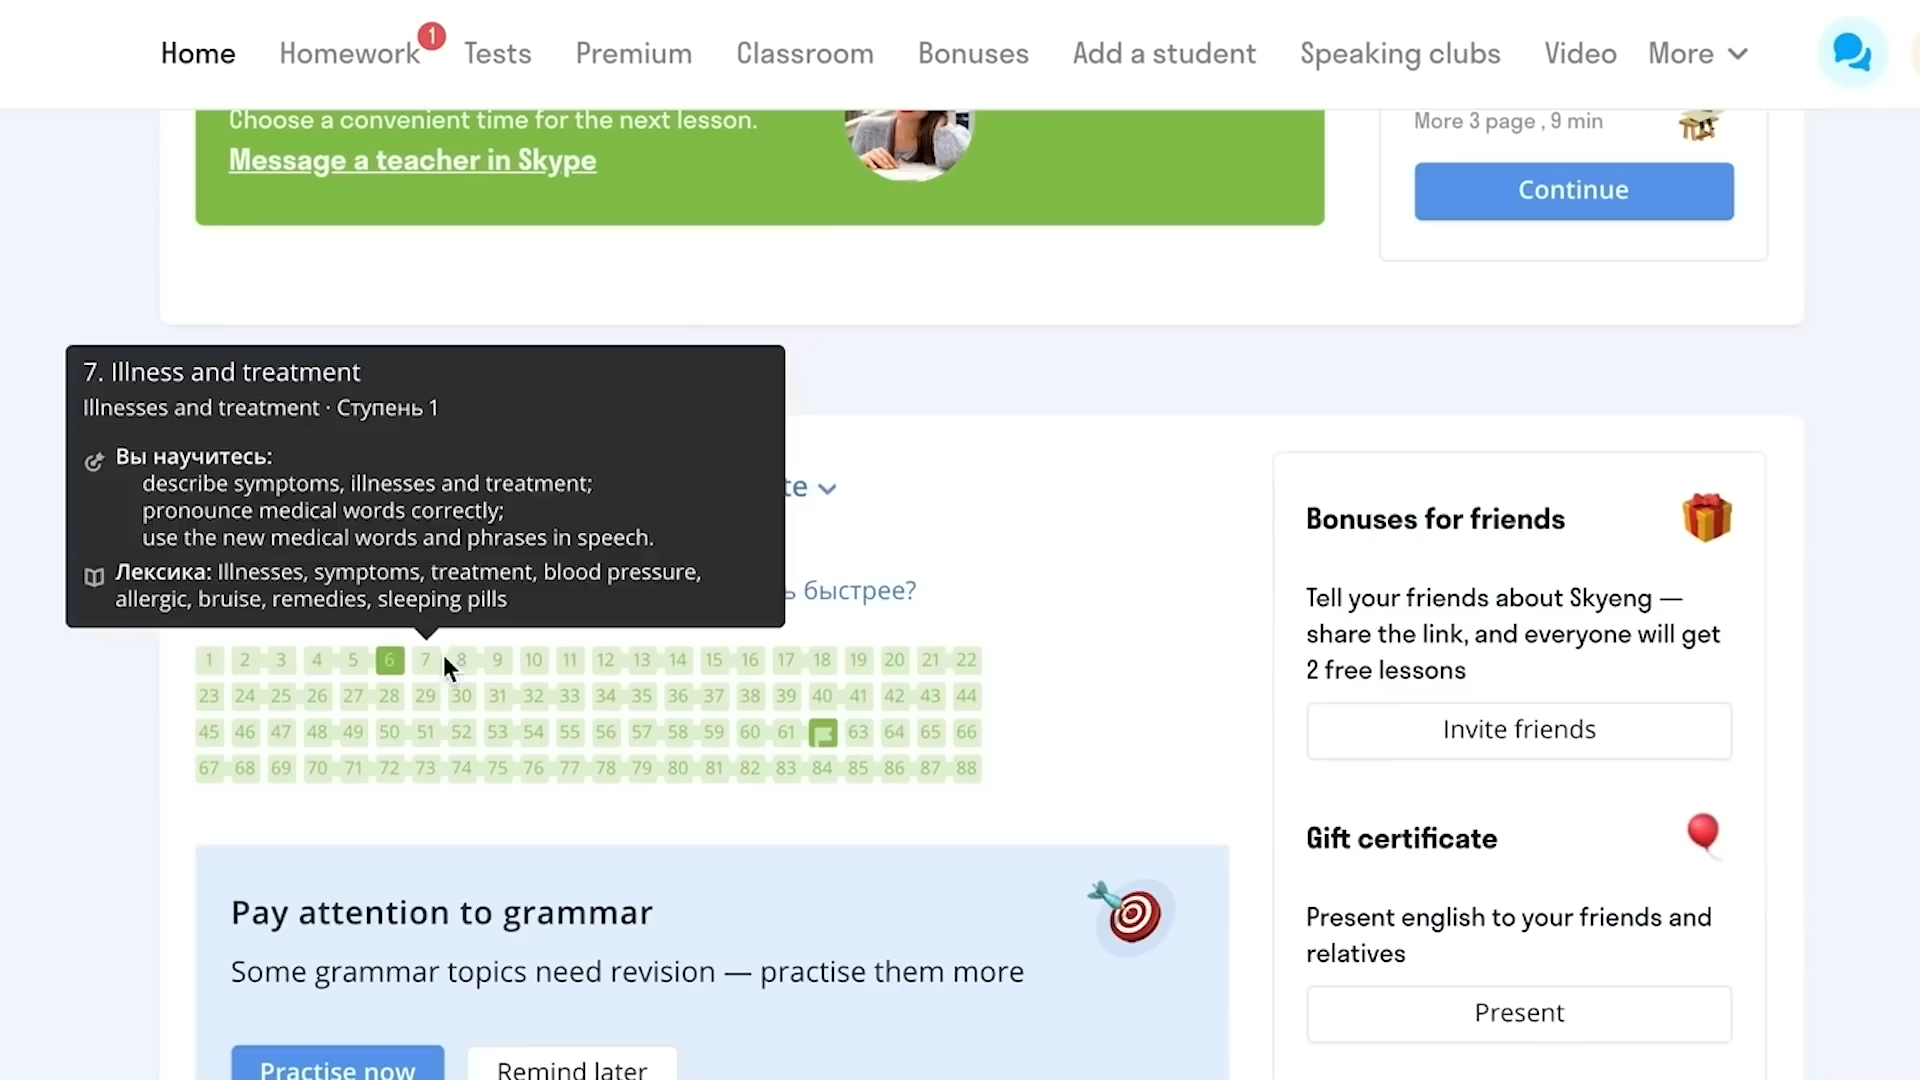 Home Homework 1 Tests Premium Classroom Bonuses Add a student Speaking clubs Video More
Choose a convenient time for the next lesson.
Message a teacher in Skype
More 3 page , 9 min
Continue
7. Illness and treatment
Illnesses and treatment · Ступень 1
Вы научитесь:
describe symptoms, illnesses and treatment;
pronounce medical words correctly;
use the new medical words and phrases in speech.
Лексика: Illnesses, symptoms, treatment, blood pressure,
allergic, bruise, remedies, sleeping pills
быстрее?
1 2 3 4 5 6 7 8 9 10 11 12 13 14 15 16 17 18 19 20 21 22
23 24 25 26 27 28 29 30 31 32 33 34 35 36 37 38 39 40 41 42 43 44
45 46 47 48 49 50 51 52 53 54 55 56 57 58 59 60 61 63 64 65 66
67 68 69 70 71 72 73 74 75 76 77 78 79 80 81 82 83 84 85 86 87 88
Pay attention to grammar
Some grammar topics need revision — practise them more
Practise now Remind later
Bonuses for friends
Tell your friends about Skyeng —
share the link, and everyone will get
2 free lessons
Invite friends
Gift certificate
Present english to your friends and
relatives
Present